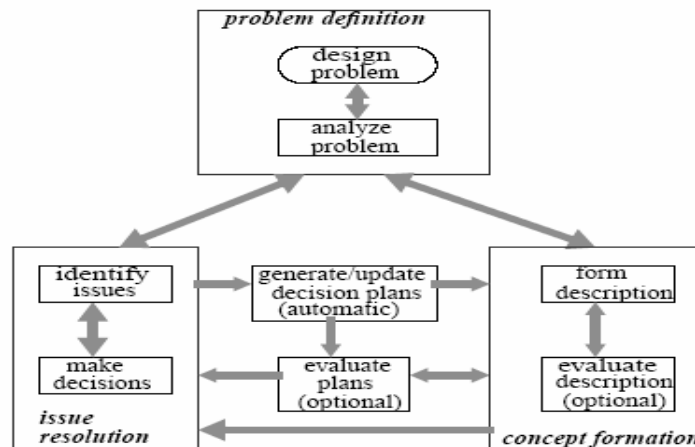 problem definition
design
problem
analyze
problem
identify
issues
generate/update
decision plans
(automatic)
form
description
make
decisions
evaluate
plans
(optional)
evaluate
description
(optional)
issue
resolution
concept formation